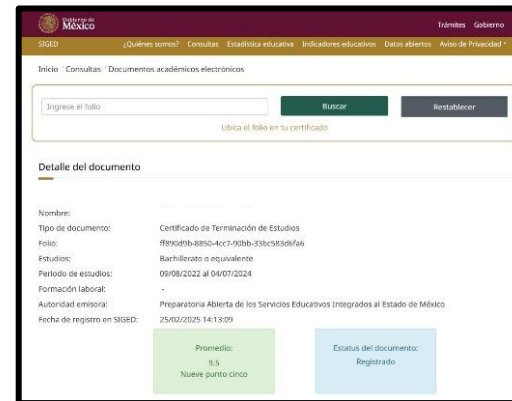 Gobierno de
México
Trámites Gobierno
SIGED ¿Quiénes somos? Consultas Estadística educativa Indicadores educativos Datos abiertos Aviso de Privacidad
Inicio Consultas Documentos académicos electrónicos
Ingrese el folio Buscar Restablecer
Ubica el folio en tu certificado
Detalle del documento
Nombre:
Tipo de documento: Certificado de Terminación de Estudios
Folio: ff890d9b-8850-4cc7-90bb-33bc583d6fa6
Estudios: Bachillerato o equivalente
Periodo de estudios: 09/08/2022 al 04/07/2024
Formación laboral: -
Autoridad emisora: Preparatoria Abierta de los Servicios Educativos Integrados al Estado de México
Fecha de registro en SIGED: 25/02/2025 14:13:09
Promedio: Estatus del documento:
9.5 Registrado
Nueve punto cinco